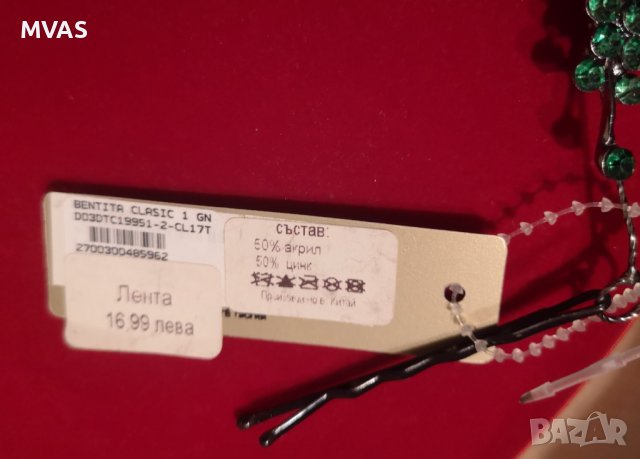 MVAS
BENTITA CLASIC 1 GN
D03DTC19951-2-CL17T
2700300485962
Лента
16,99 лева
състав:
50% акрил
50% цинк
Произведено в Китай
BAZAR